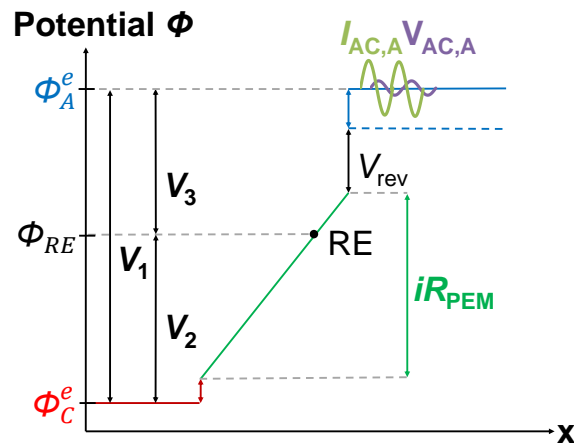 Potential Φ
I_AC,A V_AC,A
Φ_A^e
V_rev
V_3
Φ_RE
RE
V_1
iR_PEM
V_2
Φ_C^e
x